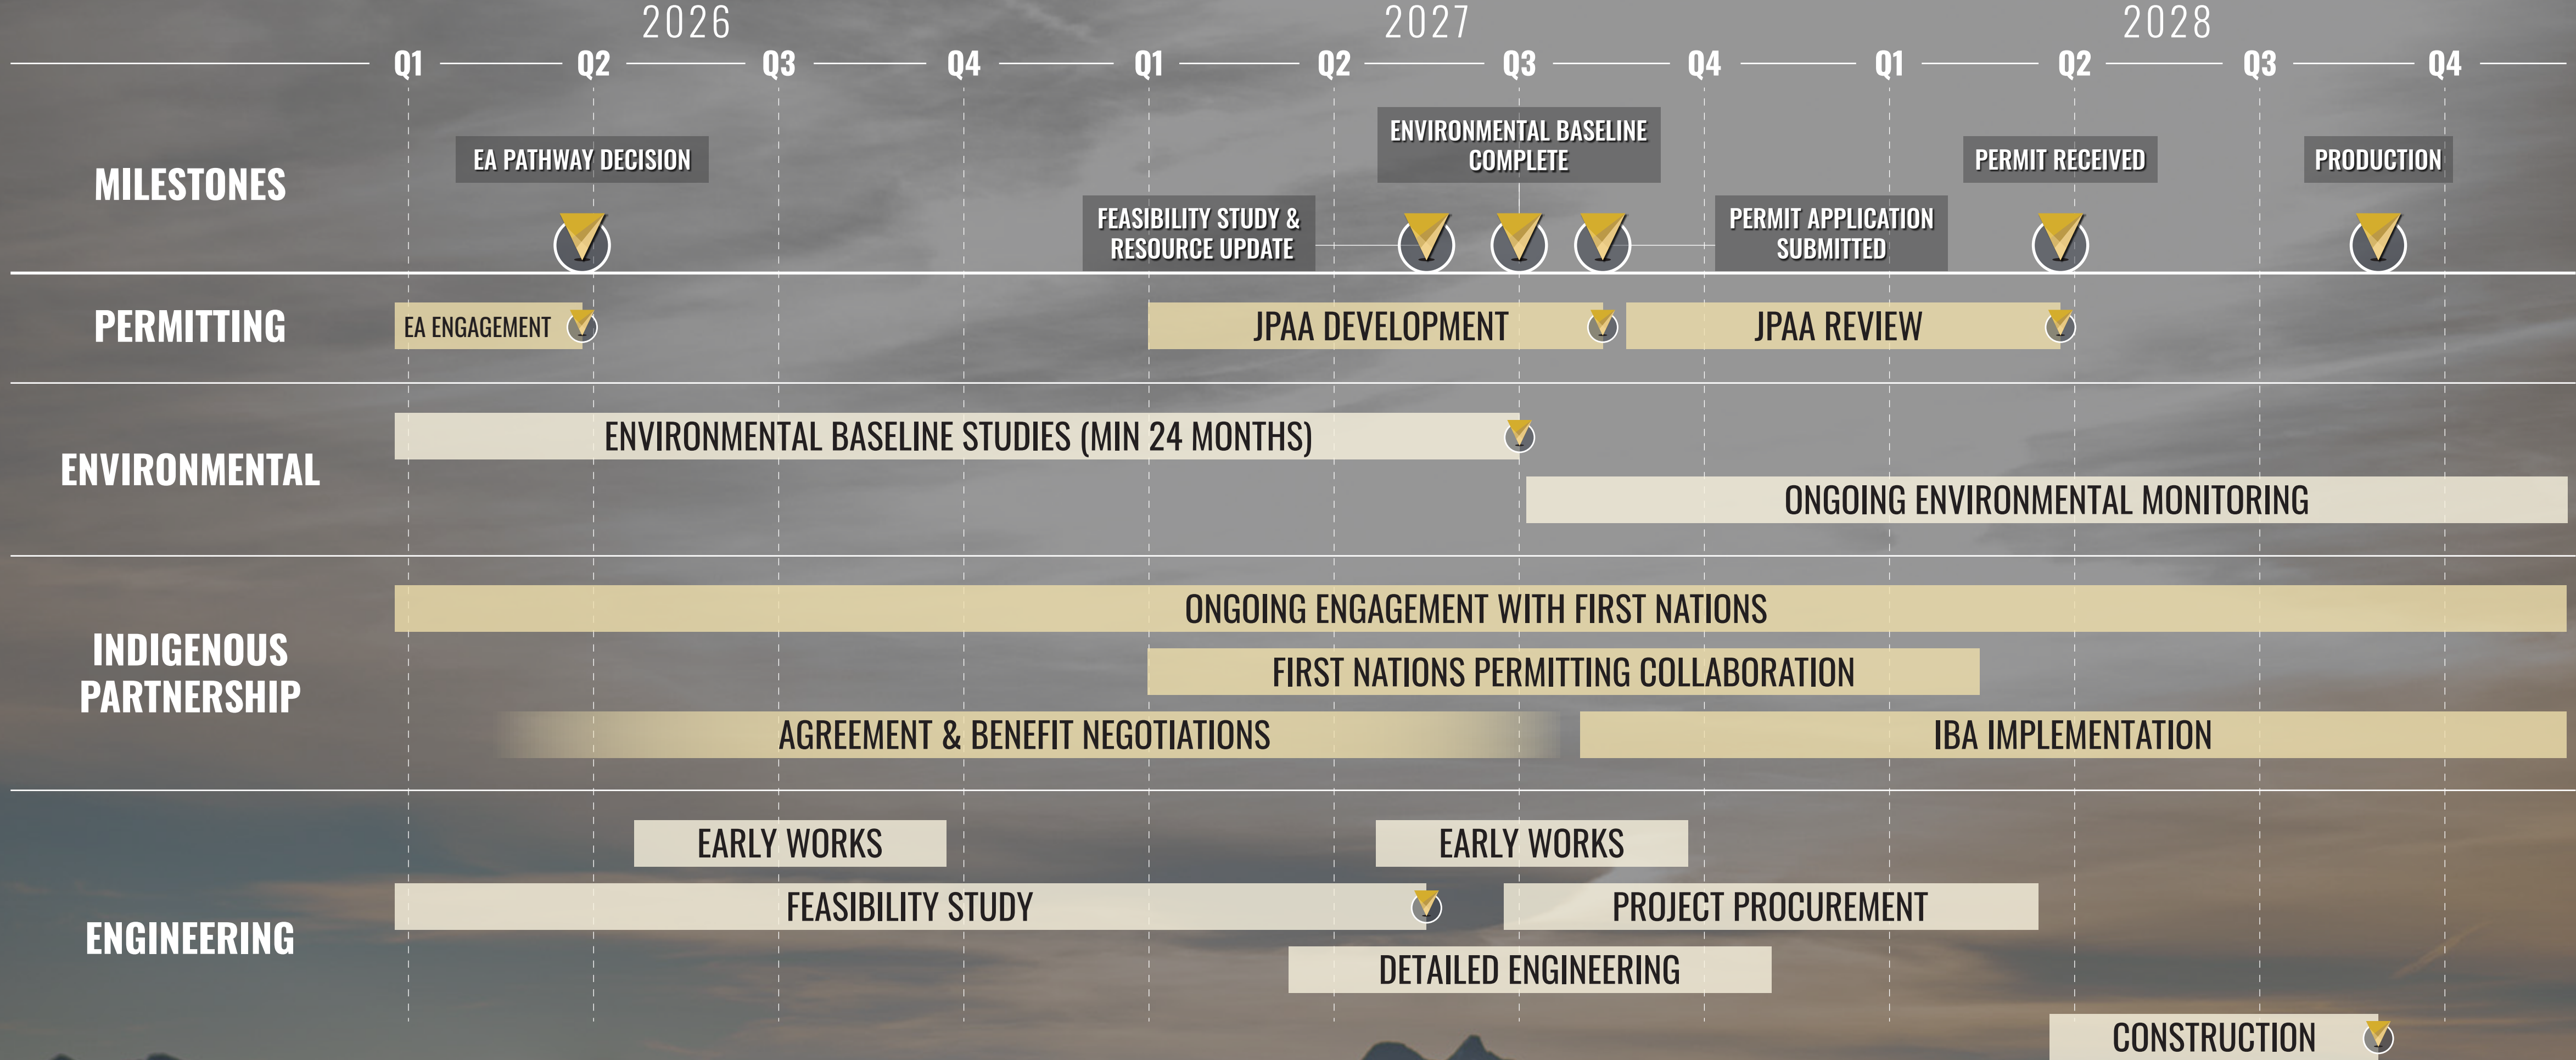 2026 2027 2028
Q1 Q2 Q3 Q4 Q1 Q2 Q3 Q4 Q1 Q2 Q3 Q4
MILESTONES
EA PATHWAY DECISION
FEASIBILITY STUDY &
RESOURCE UPDATE
ENVIRONMENTAL BASELINE
COMPLETE
PERMIT APPLICATION
SUBMITTED
PERMIT RECEIVED
PRODUCTION
PERMITTING
EA ENGAGEMENT
JPAA DEVELOPMENT
JPAA REVIEW
ENVIRONMENTAL
ENVIRONMENTAL BASELINE STUDIES (MIN 24 MONTHS)
ONGOING ENVIRONMENTAL MONITORING
INDIGENOUS
PARTNERSHIP
ONGOING ENGAGEMENT WITH FIRST NATIONS
FIRST NATIONS PERMITTING COLLABORATION
AGREEMENT & BENEFIT NEGOTIATIONS
IBA IMPLEMENTATION
ENGINEERING
EARLY WORKS
EARLY WORKS
FEASIBILITY STUDY
PROJECT PROCUREMENT
DETAILED ENGINEERING
CONSTRUCTION